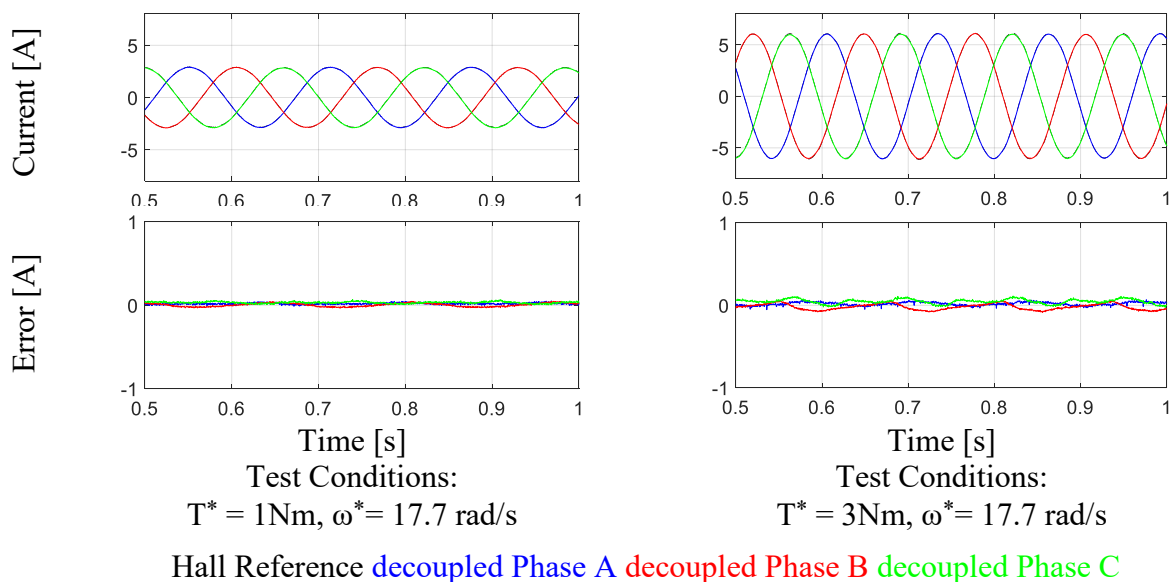 Current [A]
5
0
-5
0.5 0.6 0.7 0.8 0.9 1
5
0
-5
0.5 0.6 0.7 0.8 0.9 1
Error [A]
1
0
-1
0.5 0.6 0.7 0.8 0.9 1
1
0
-1
0.5 0.6 0.7 0.8 0.9 1
Time [s]
Test Conditions:
T* = 1Nm, ω*= 17.7 rad/s
Time [s]
Test Conditions:
T* = 3Nm, ω*= 17.7 rad/s
Hall Reference decoupled Phase A decoupled Phase B decoupled Phase C